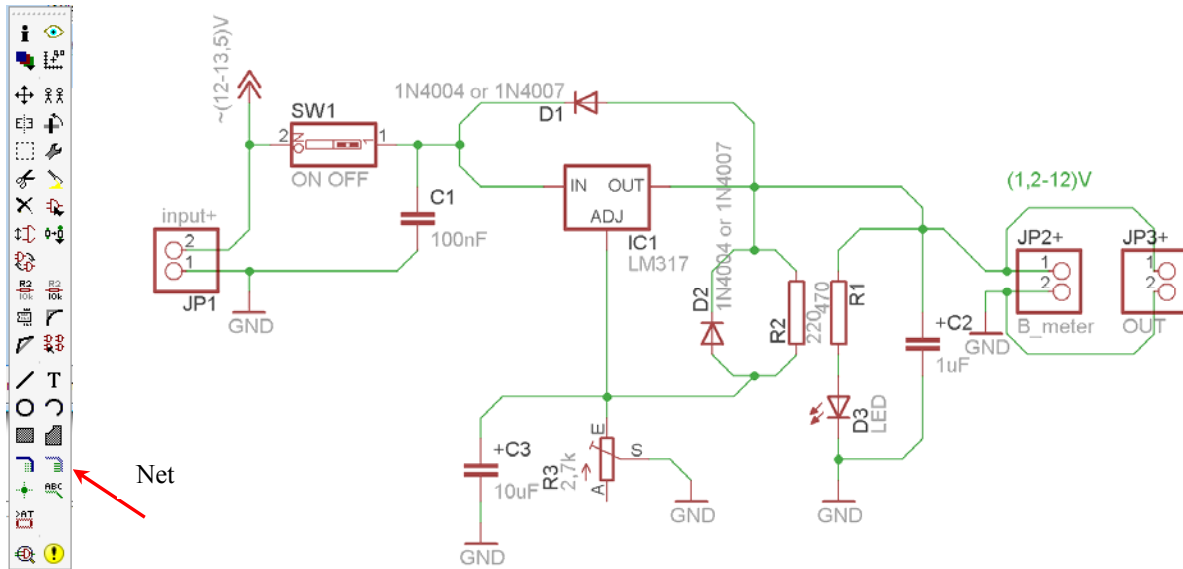 R2 R2
10k 10k
T
ABC
>AT
Net
~(12-13,5)V
SW1
2
ON
1
1
ON OFF
input+
2
1
JP1
GND
C1
100nF
1N4004 or 1N4007
D1
IN OUT
ADJ
IC1
LM317
1N4004 or 1N4007
D2
R2
220
470
R1
+C2
1uF
D3
LED
(1,2-12)V
JP2+
1
2
B_meter
JP3+
1
2
OUT
GND
+C3
10uF
R3
2,7k
E
S
A
GND
GND
GND